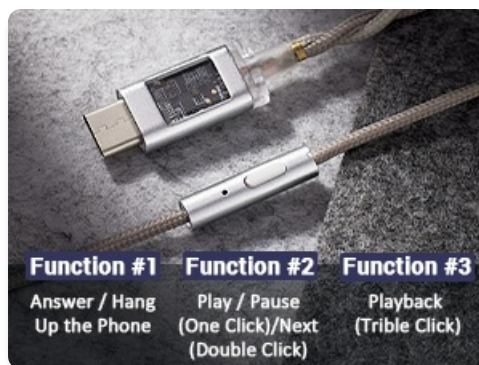 Function #1
Answer / Hang
Up the Phone
Function #2
Play / Pause
(One Click)/Next
(Double Click)
Function #3
Playback
(Trible Click)